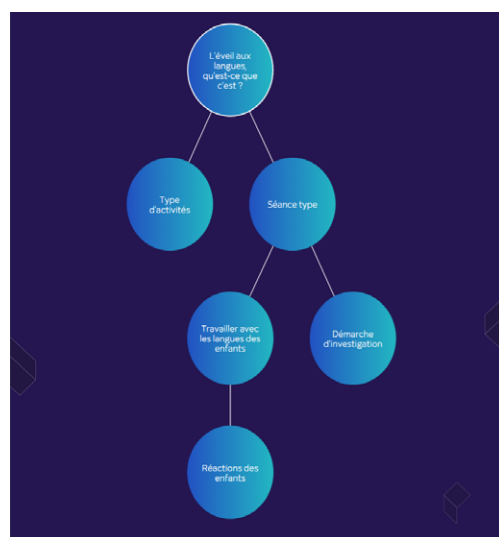 L'éveil aux
langues,
qu'est-ce que
c'est ?
Type
d'activités
Séance type
Travailler avec
les langues des
enfants
Démarche
d'investigation
Réactions des
enfants